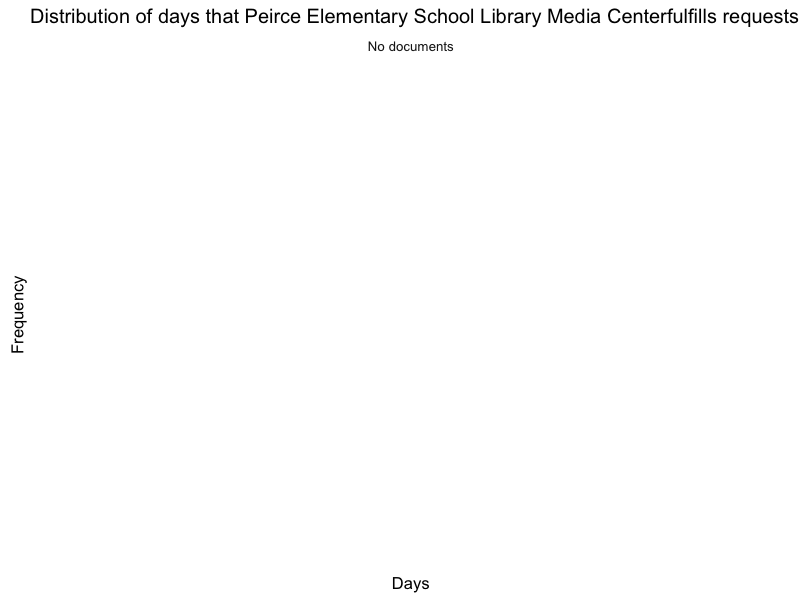 Distribution of days that Peirce Elementary School Library Media Centerfulfills requests
No documents
Frequency
Days